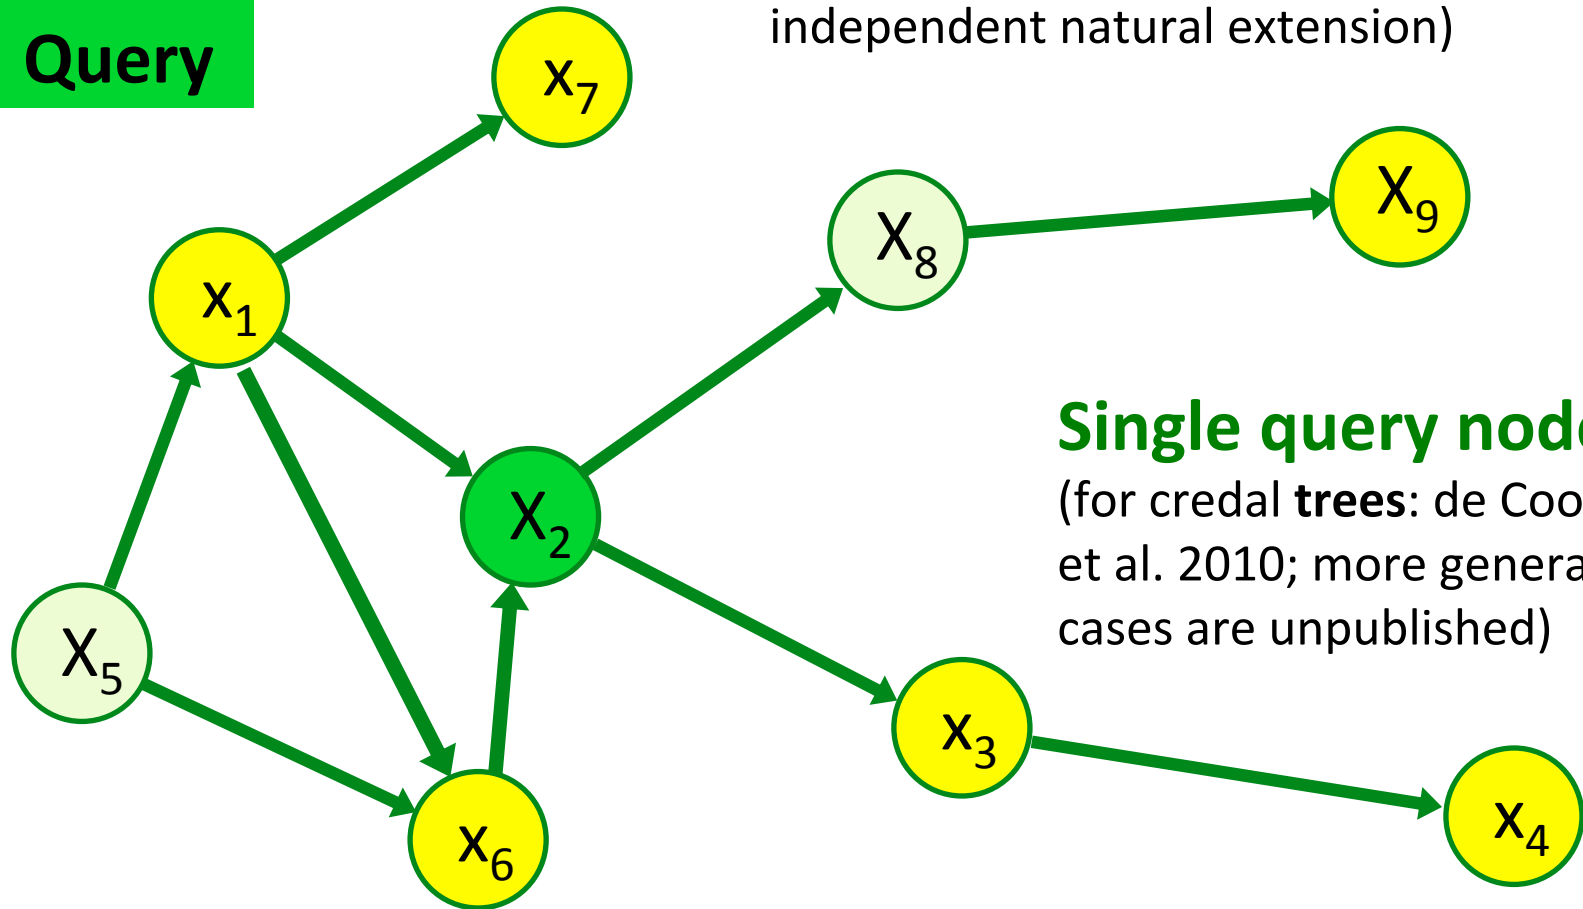 independent natural extension)
Query
x₇
X₉
X₈
x₁
Single query node
(for credal trees: de Coo
et al. 2010; more genera
cases are unpublished)
X₂
X₅
x₃
x₄
x₆